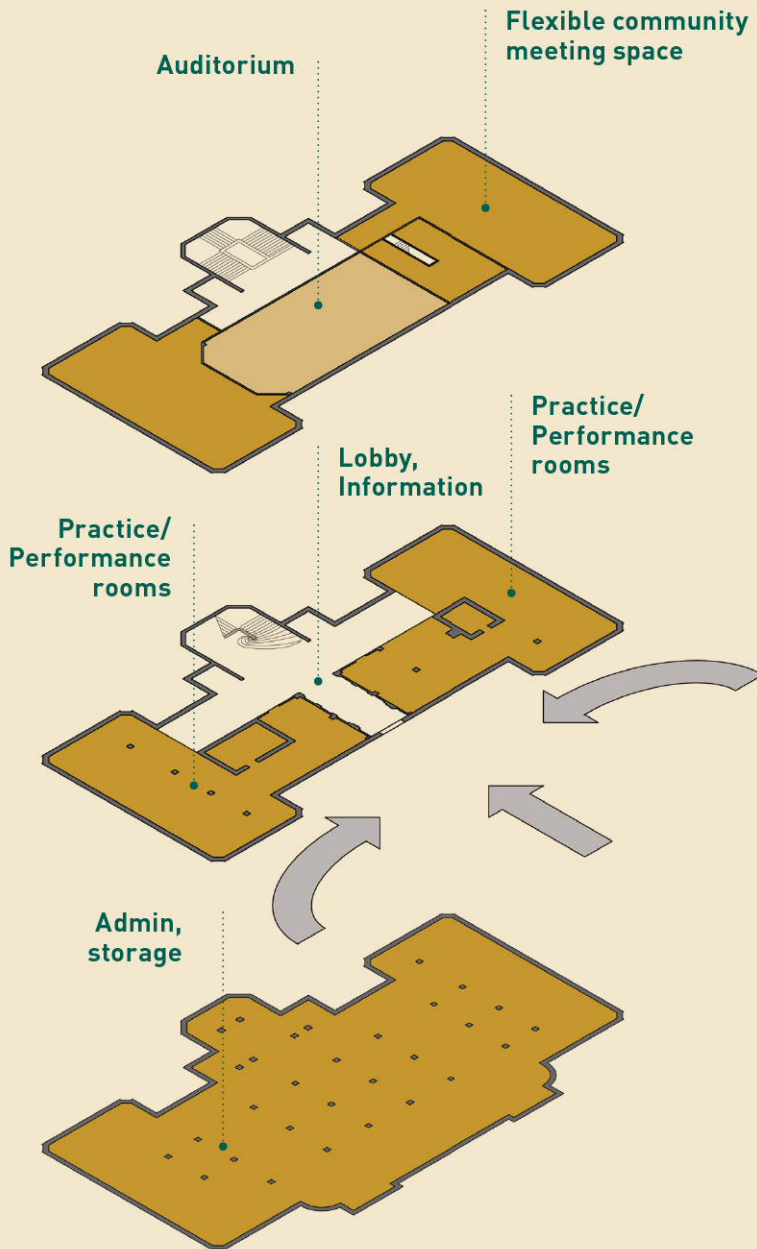 Flexible community
meeting space
Auditorium
Practice/
Performance
rooms
Lobby,
Information
Practice/
Performance
rooms
Admin,
storage